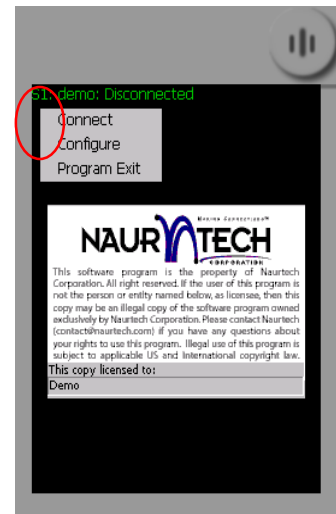 S1: demo: Disconnected
Connect
Configure
Program Exit
MAKING CONNECTIONS™
NAURTECH
CORPORATION
This software program is the property of Naurtech
Corporation. All right reserved. If the user of this program is
not the person or entity named below, as licensee, then this
copy may be an illegal copy of the software program owned
exclusively by Naurtech Corporation. Please contact Naurtech
(contact@naurtech.com) if you have any questions about
your rights to use this program. Illegal use of this program is
subject to applicable US and International copyright law.
This copy licensed to:
Demo